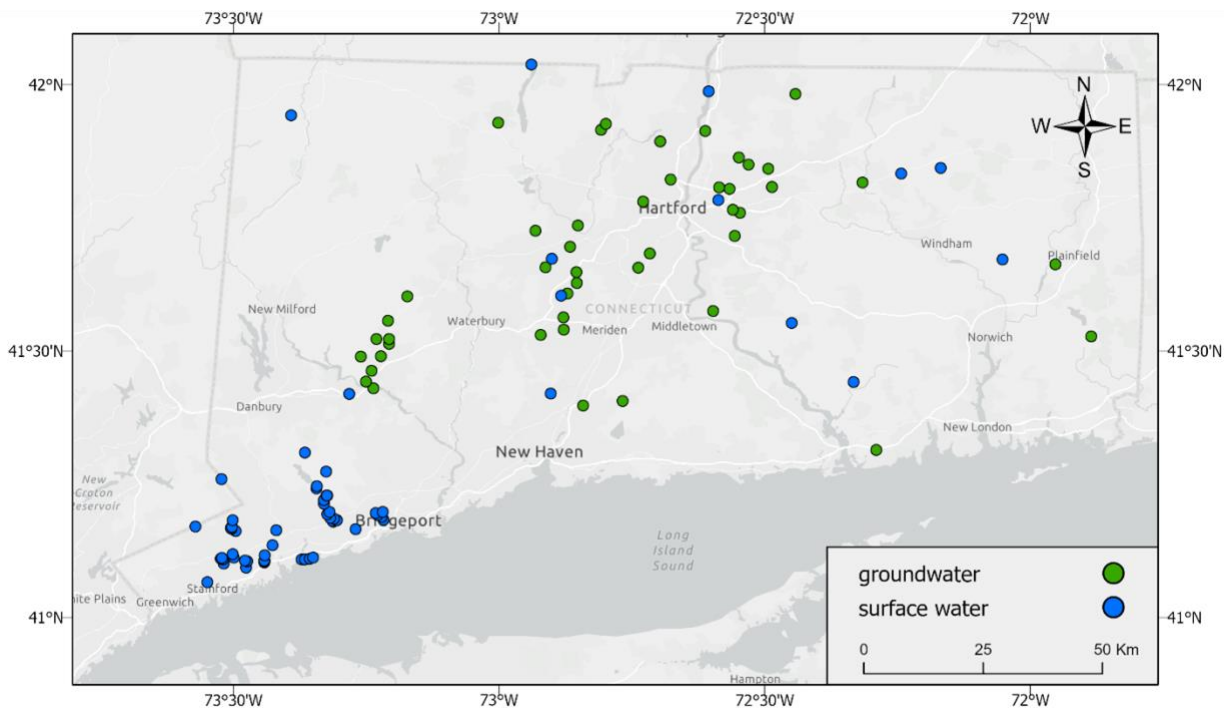 73°30'W 73°W 72°30'W 72°W
42°N 42°N
N
W E
S
Hartford
Windham
Plainfield
New Milford
CONNECTICUT
Waterbury
Meriden
Middletown
41°30'N 41°30'N
Norwich
Danbury
New London
New Haven
New
Croton
Reservoir
Bridgeport
Long
Island
Sound
Stamford
White Plains
Greenwich
41°N 41°N
groundwater
surface water
0 25 50 Km
Hampton
73°30'W 73°W 72°30'W 72°W